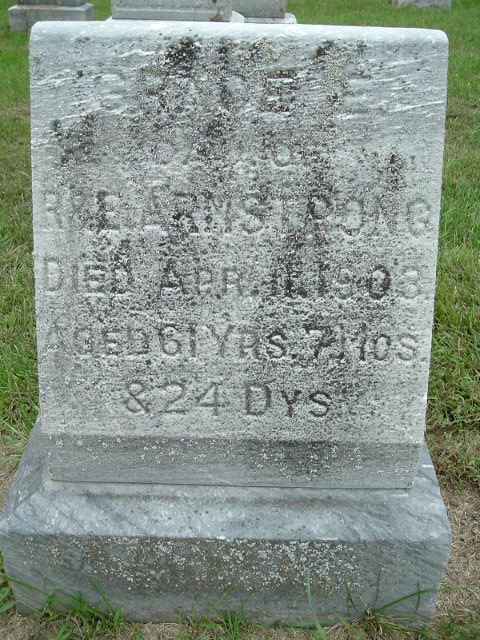 R & E. ARMSTRONG
DIED APR. 11, 1903.
AGED 61 YRS. 7 MOS.
& 24 DYS